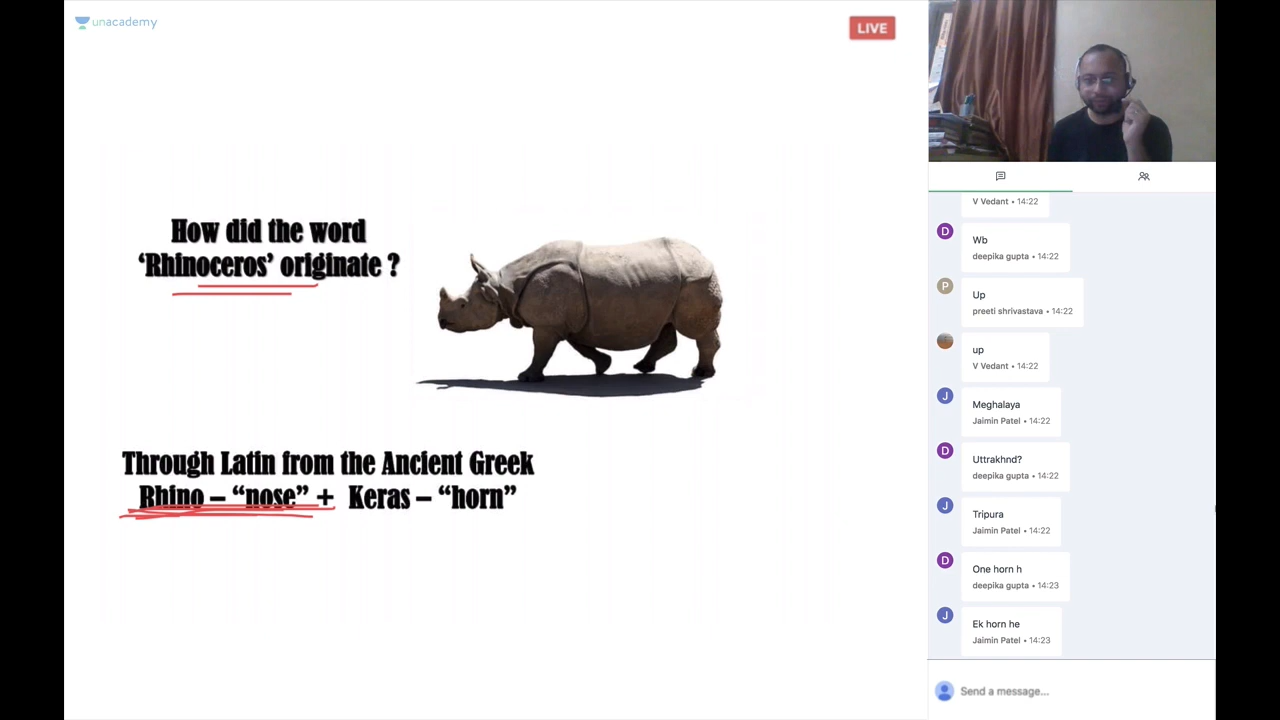 unacademy
LIVE
How did the word
‘Rhinoceros’ originate ?
Through Latin from the Ancient Greek
Rhino – “nose” + Keras – “horn”
V Vedant • 14:22
D
Wb
deepika gupta • 14:22
P
Up
preeti shrivastava • 14:22
up
V Vedant • 14:22
J
Meghalaya
Jaimin Patel • 14:22
D
Uttrakhnd?
deepika gupta • 14:22
J
Tripura
Jaimin Patel • 14:22
D
One horn h
deepika gupta • 14:23
J
Ek horn he
Jaimin Patel • 14:23
Send a message...